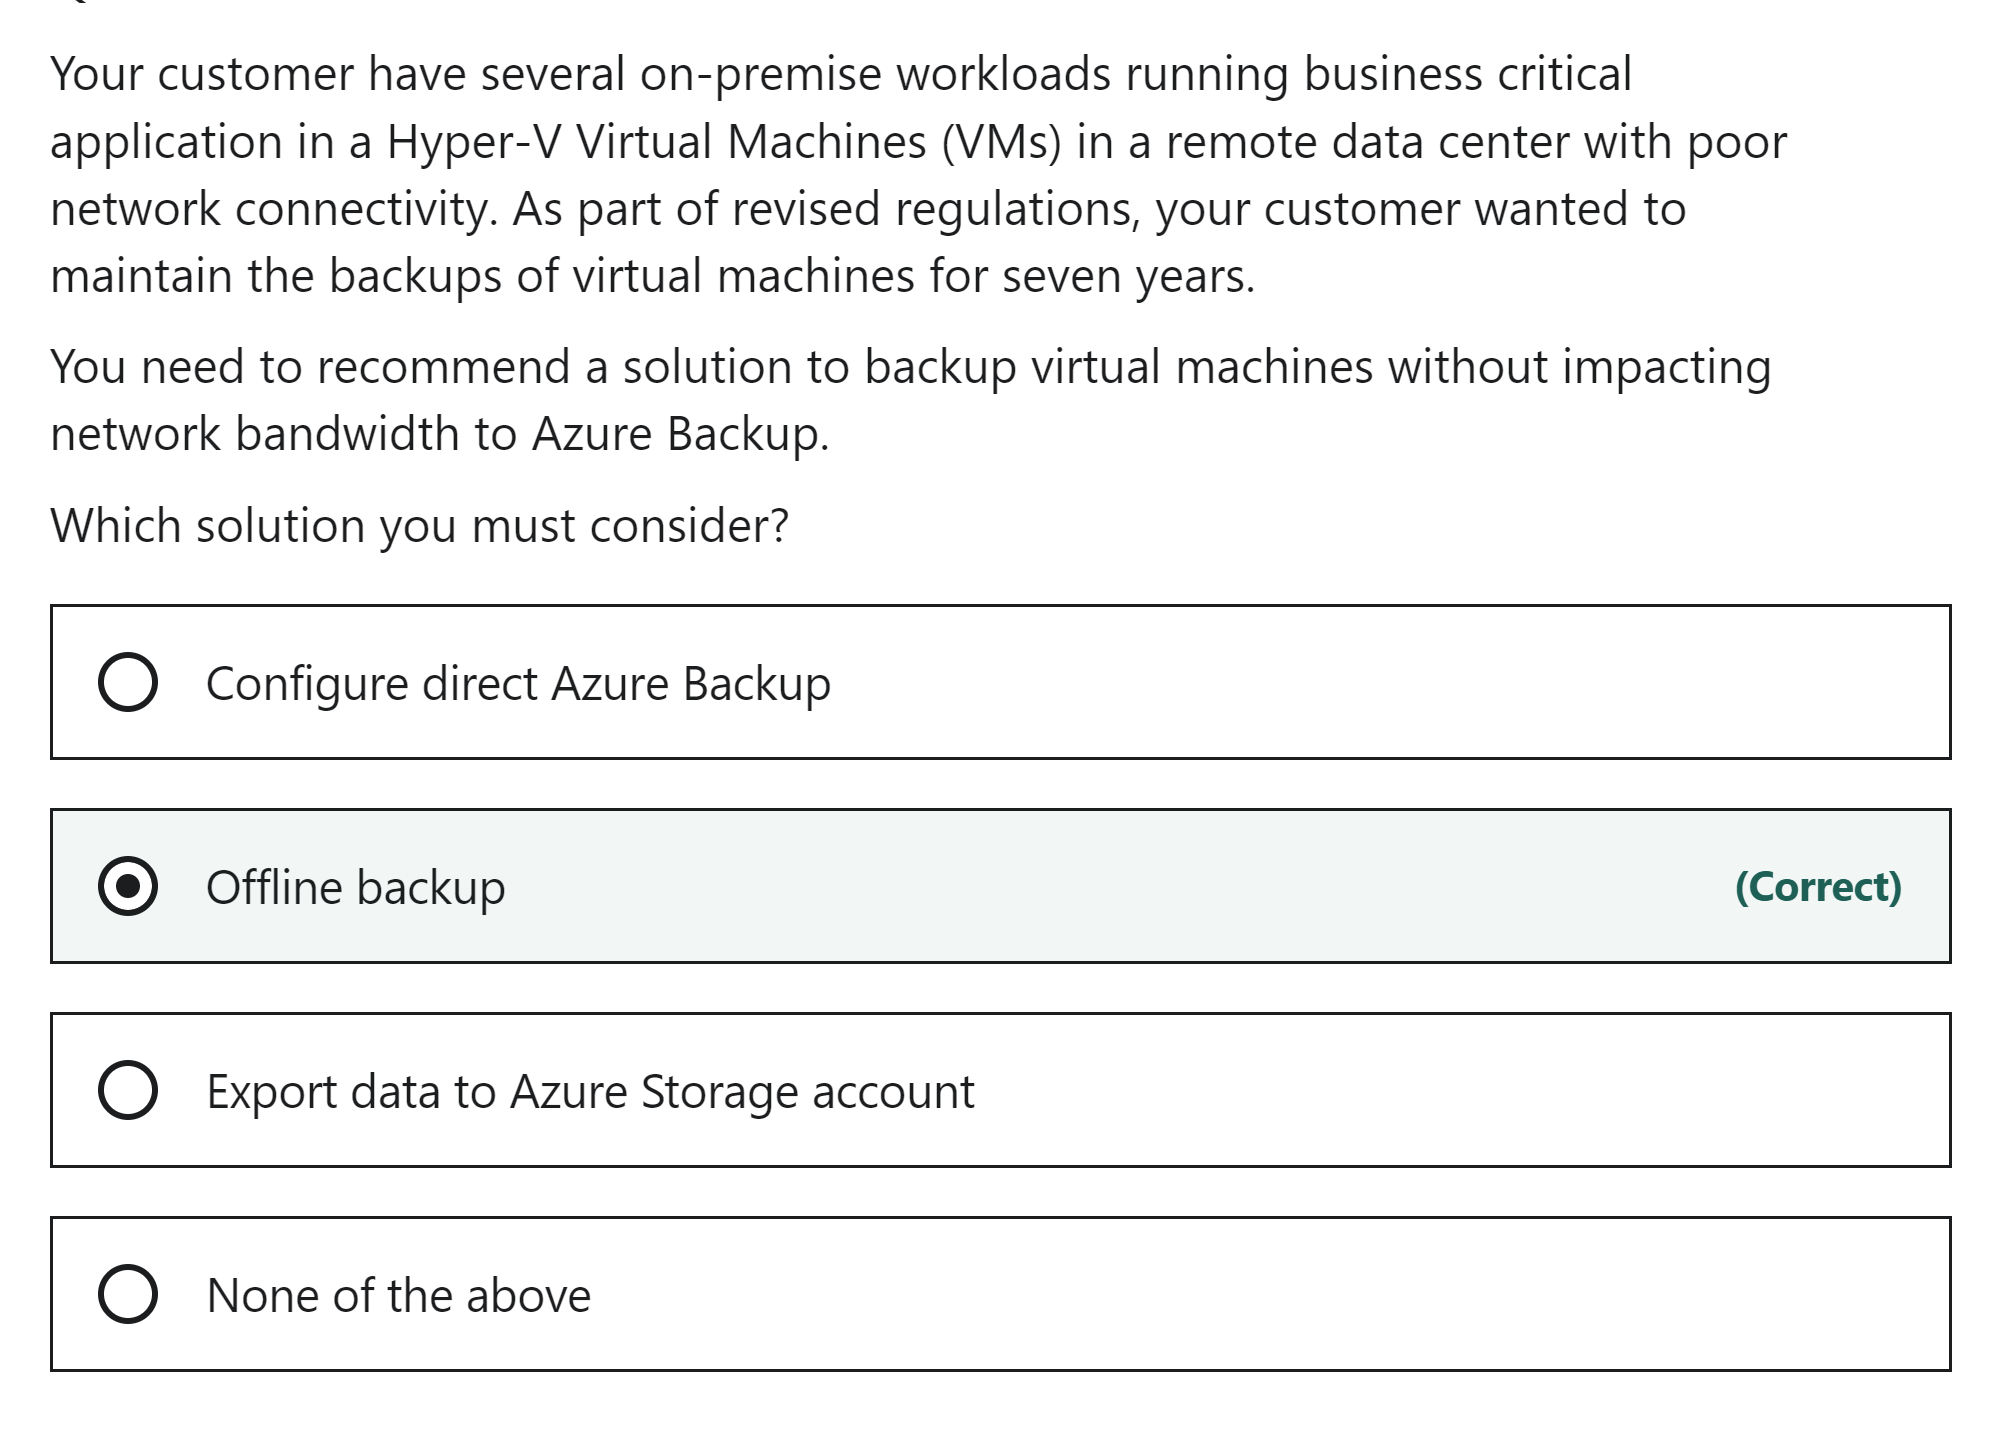 Your customer have several on-premise workloads running business critical
application in a Hyper-V Virtual Machines (VMs) in a remote data center with poor
network connectivity. As part of revised regulations, your customer wanted to
maintain the backups of virtual machines for seven years.
You need to recommend a solution to backup virtual machines without impacting
network bandwidth to Azure Backup.
Which solution you must consider?
Configure direct Azure Backup
Offline backup (Correct)
Export data to Azure Storage account
None of the above